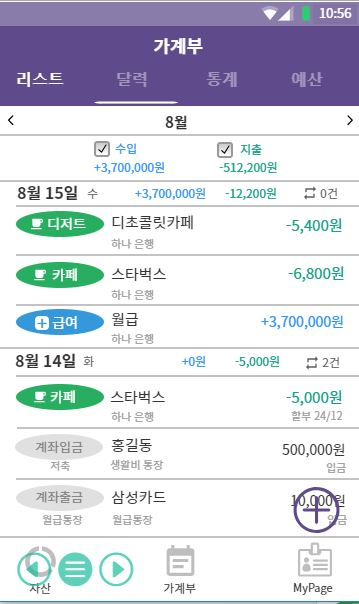 10:56
가계부
리스트 달력 통계 예산
8월
수입 지출
+3,700,000원 -512,200원
8월 15일 수 +3,700,000원 -12,200원 0건
디저트 디초콜릿카페 -5,400원
하나 은행
카페 스타벅스 -6,800원
하나 은행
급여 월급 +3,700,000원
하나 은행
8월 14일 화 +0원 -5,000원 2건
카페 스타벅스 -5,000원
하나 은행 할부 24/12
계좌입금 홍길동 500,000원
저축 생활비 통장 입금
계좌출금 삼성카드 10,000원
월급통장 월급통장 입금
자산 가계부 MyPage